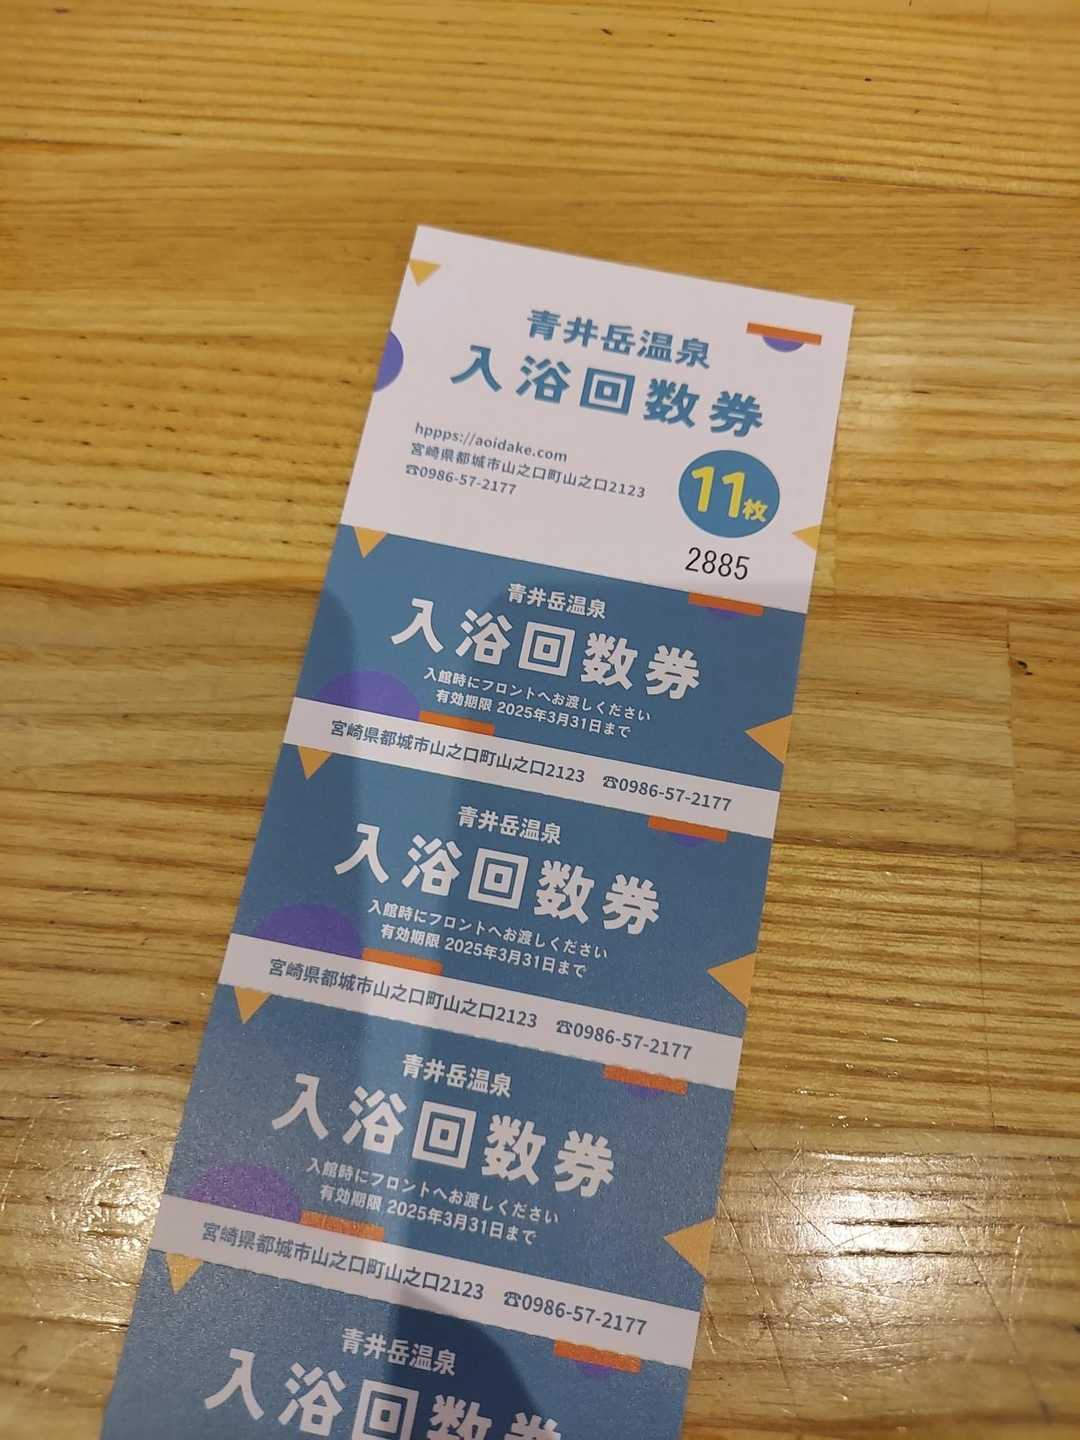 青井岳温泉
入浴回数券
hppps://aoidake.com
宮崎県都城市山之口町山之口2123
☎0986-57-2177
11枚
2885
青井岳温泉
入浴回数券
入館時にフロントへお渡しください
有効期限 2025年3月31日まで
宮崎県都城市山之口町山之口2123 ☎0986-57-2177
青井岳温泉
入浴回数券
入館時にフロントへお渡しください
有効期限 2025年3月31日まで
宮崎県都城市山之口町山之口2123 ☎0986-57-2177
青井岳温泉
入浴回数券
入館時にフロントへお渡しください
有効期限 2025年3月31日まで
宮崎県都城市山之口町山之口2123 ☎0986-57-2177
青井岳温泉
入浴回数券